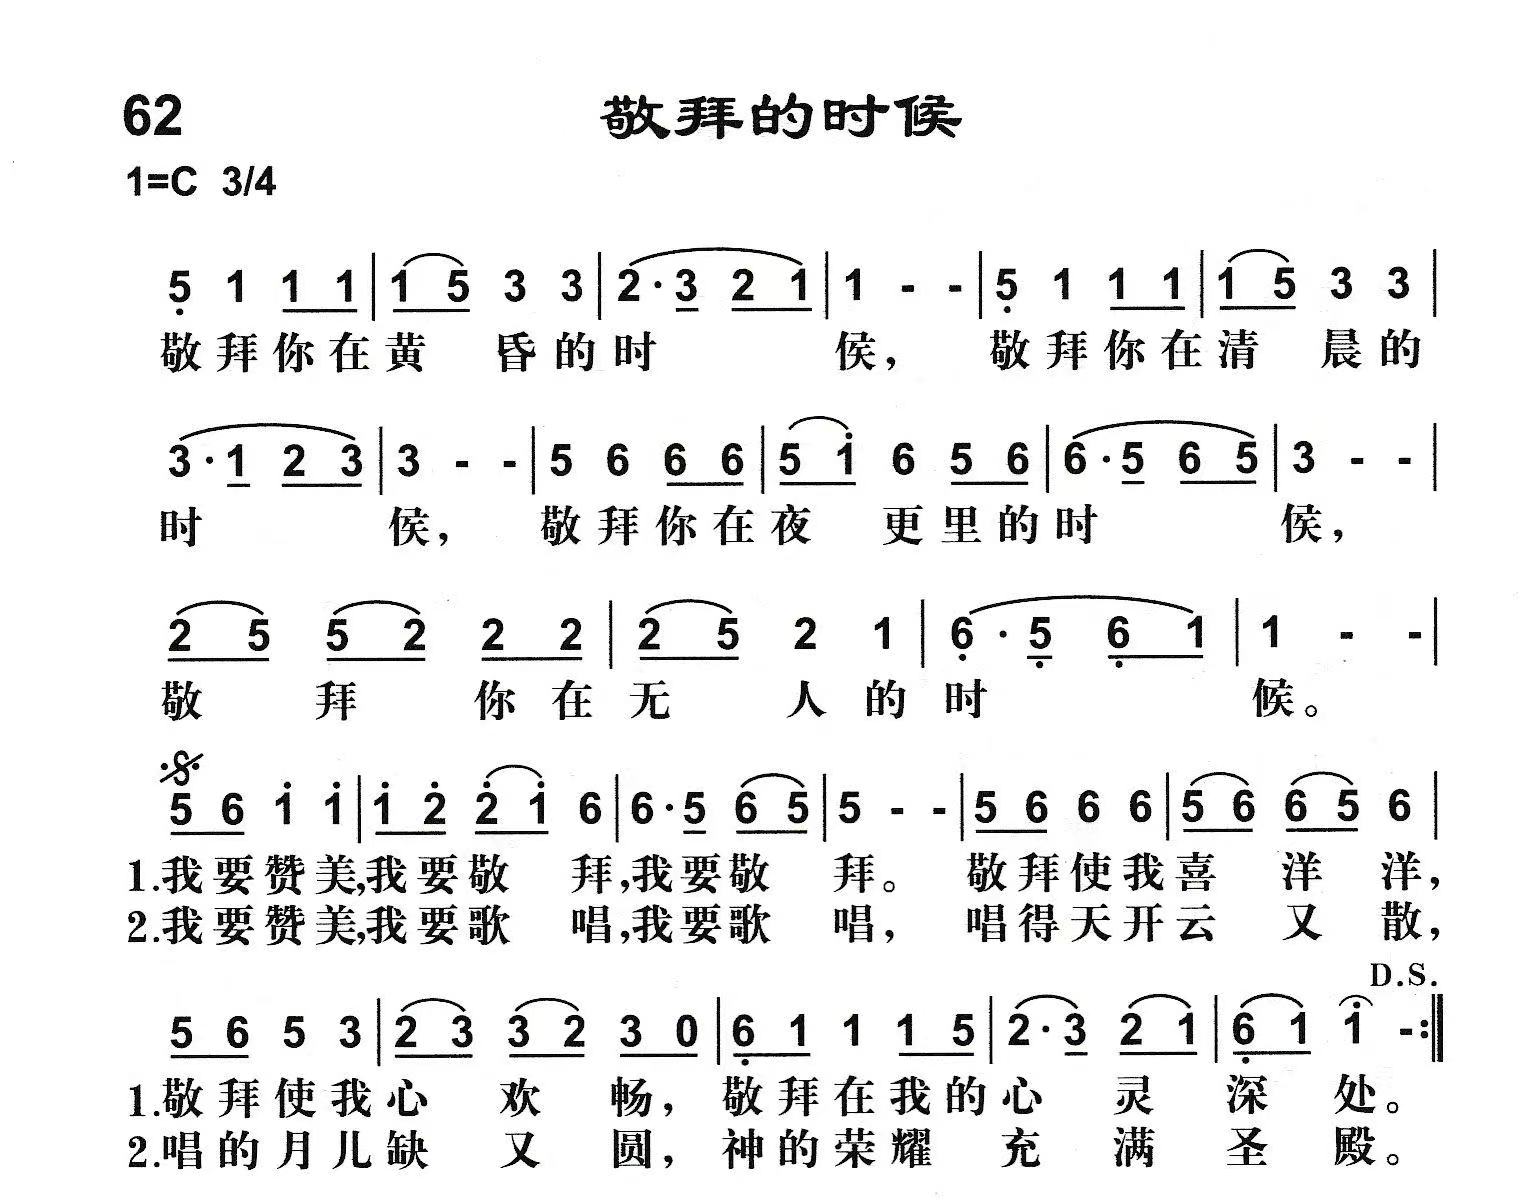 62 敬拜的时候
1=C 3/4
5 1 1 1 | 1 5 3 3 | 2·3 2 1 | 1 - - | 5 1 1 1 | 1 5 3 3 |
敬拜你在黄昏的时侯,敬拜你在清晨的
3·1 2 3 | 3 - - | 5 6 6 6 | 5 1 6 5 6 | 6·5 6 5 | 3 - - |
时侯,敬拜你在夜更里的时侯,
2 5 5 2 2 2 | 2 5 2 1 | 6·5 6 1 | 1 - - |
敬拜你在无人的时候。
5 6 1 1 | 1 2 2 1 6 | 6·5 6 5 | 5 - - | 5 6 6 6 | 5 6 6 5 6 |
1.我要赞美,我要敬拜,我要敬拜。敬拜使我喜洋洋,
2.我要赞美,我要歌唱,我要歌唱,唱得天开云又散,
D.S.
5 6 5 3 | 2 3 3 2 3 0 | 6 1 1 1 5 | 2·3 2 1 | 6 1 1 - :‖
1.敬拜使我心欢畅,敬拜在我的心灵深处。
2.唱的月儿缺又圆,神的荣耀充满圣殿。